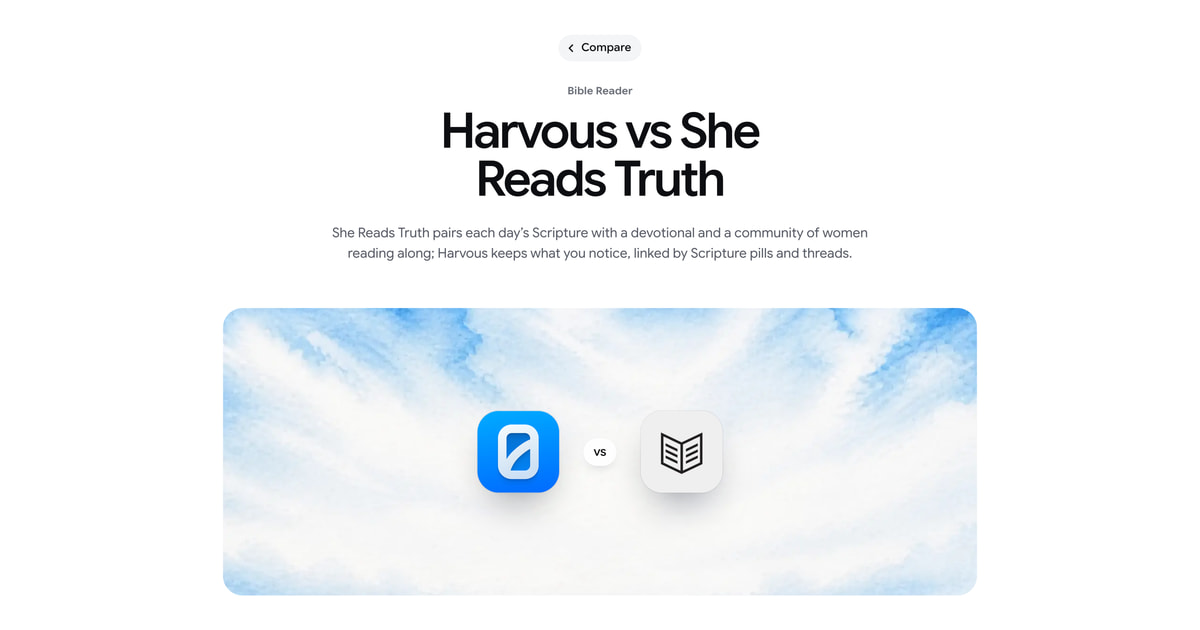 Compare
Bible Reader
Harvous vs She
Reads Truth
She Reads Truth pairs each day’s Scripture with a devotional and a community of women
reading along; Harvous keeps what you notice, linked by Scripture pills and threads.
vs